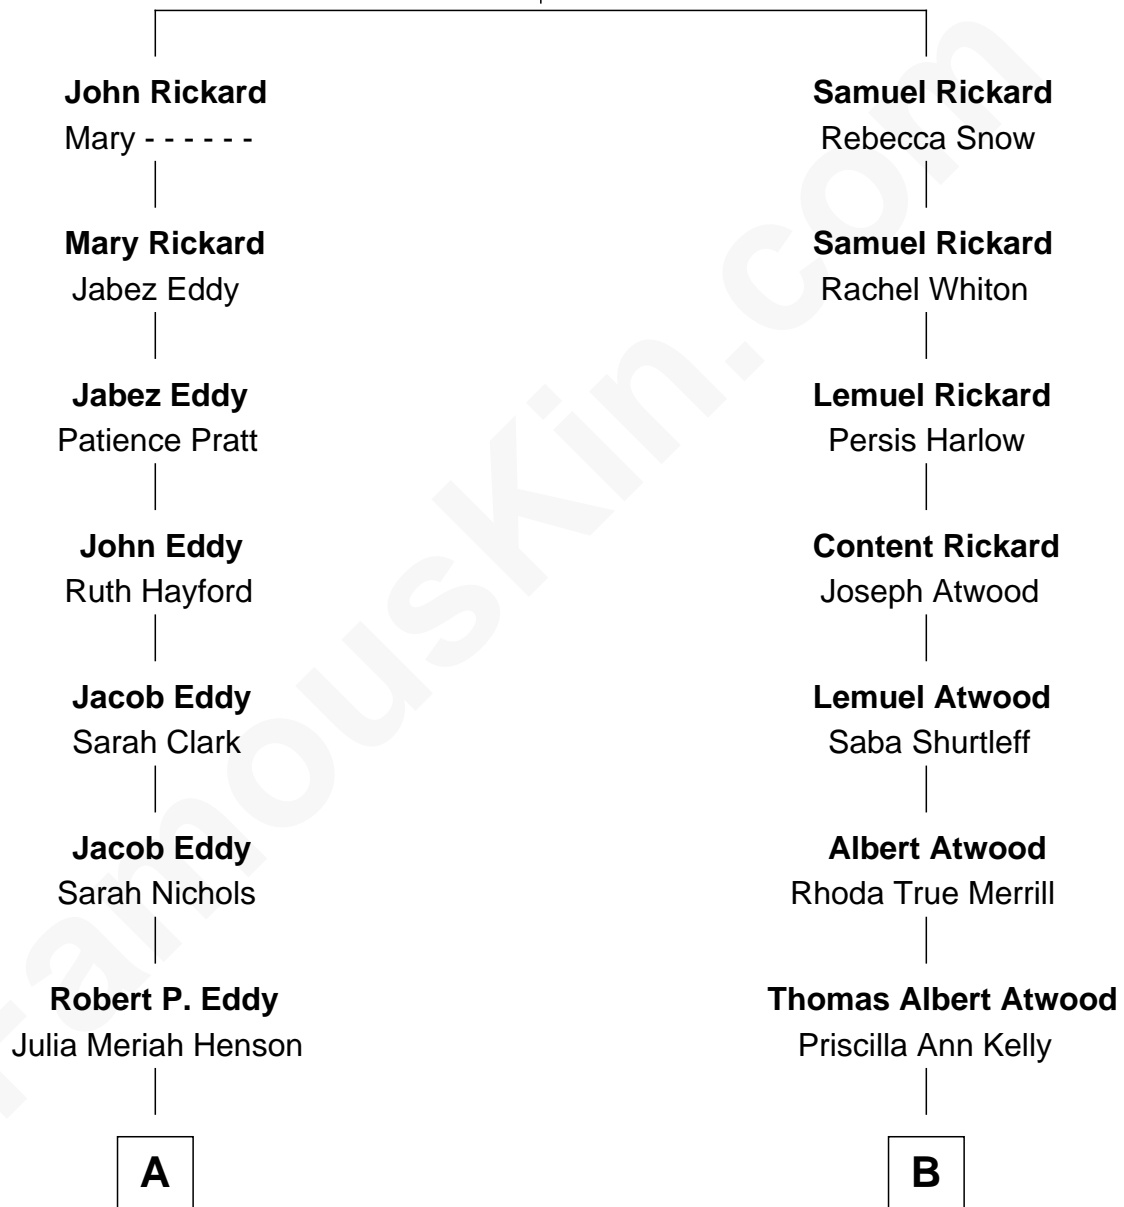 John Rickard
Mary - - - - - -
Mary Rickard
Jabez Eddy
Jabez Eddy
Patience Pratt
John Eddy
Ruth Hayford
Jacob Eddy
Sarah Clark
Jacob Eddy
Sarah Nichols
Robert P. Eddy
Julia Meriah Henson
A
Samuel Rickard
Rebecca Snow
Samuel Rickard
Rachel Whiton
Lemuel Rickard
Persis Harlow
Content Rickard
Joseph Atwood
Lemuel Atwood
Saba Shurtleff
Albert Atwood
Rhoda True Merrill
Thomas Albert Atwood
Priscilla Ann Kelly
B
FamousKin.com